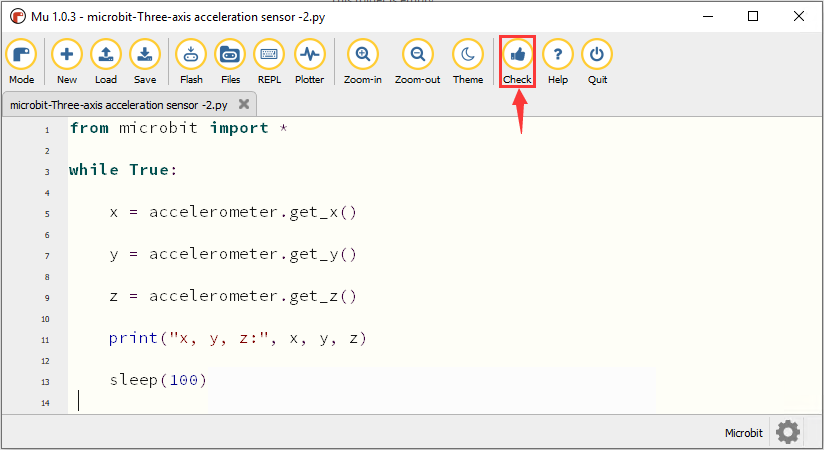 Mu 1.0.3 - microbit-Three-axis acceleration sensor -2.py
Mode New Load Save Flash Files REPL Plotter Zoom-in Zoom-out Theme Check Help Quit
microbit-Three-axis acceleration sensor -2.py
1 from microbit import *
2
3 while True:
4
5 x = accelerometer.get_x()
6
7 y = accelerometer.get_y()
8
9 z = accelerometer.get_z()
10
11 print("x, y, z:", x, y, z)
12
13 sleep(100)
14
Microbit